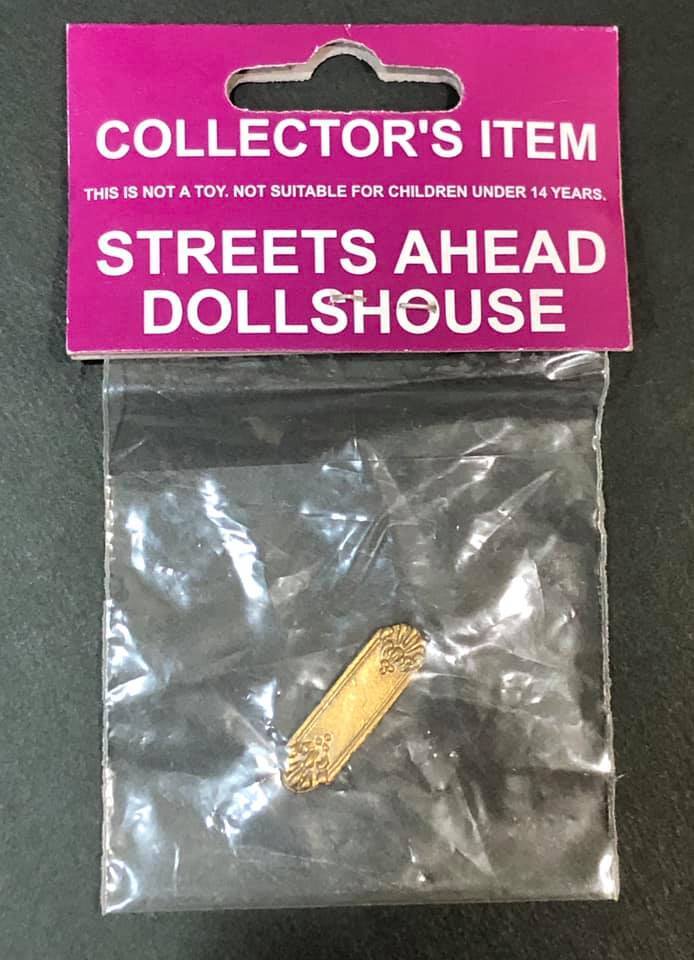 COLLECTOR'S ITEM
THIS IS NOT A TOY. NOT SUITABLE FOR CHILDREN UNDER 14 YEARS.
STREETS AHEAD
DOLLSHOUSE